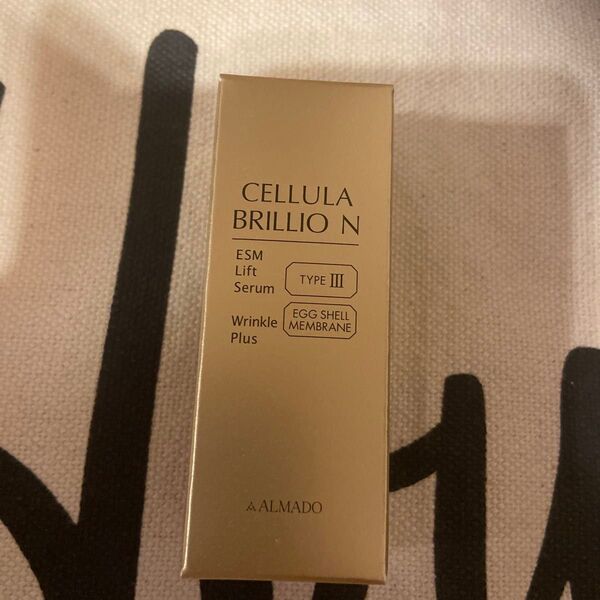 CELLULA
BRILLIO N
ESM
Lift
Serum
TYPE III
Wrinkle
Plus
EGG SHELL
MEMBRANE
ALMADO